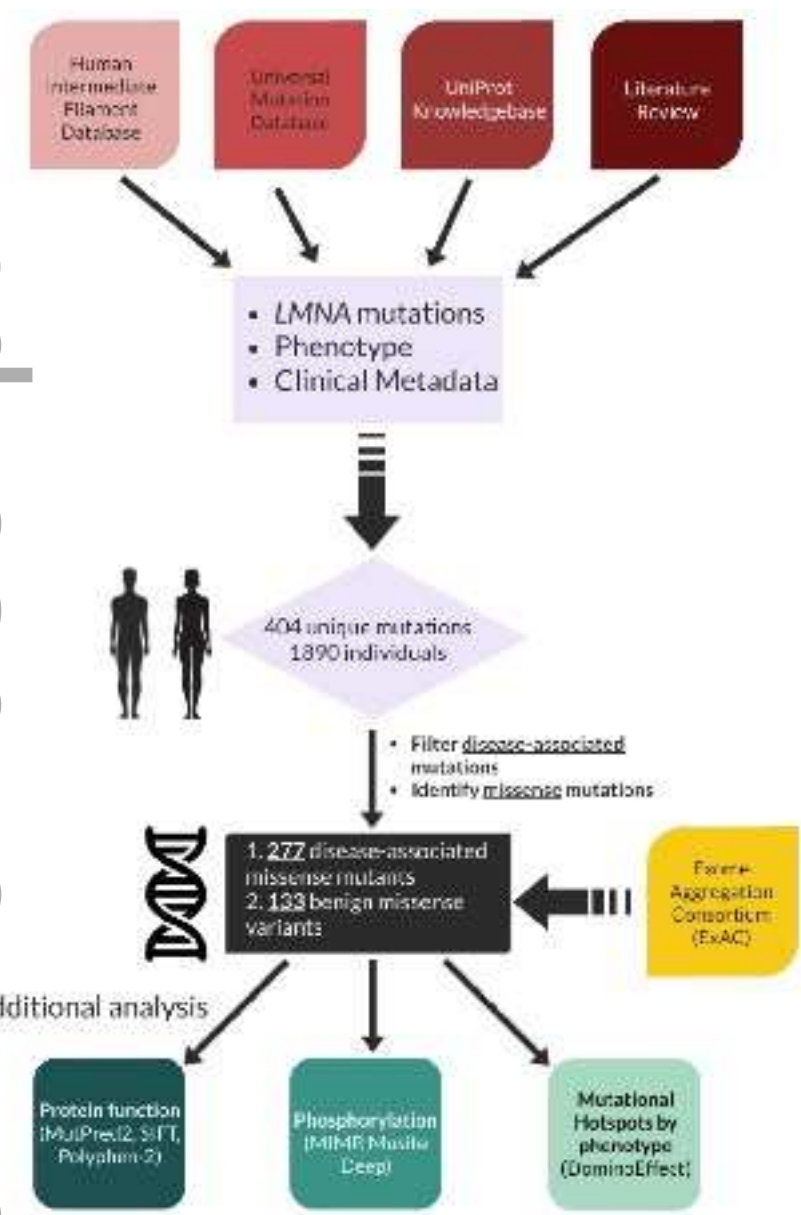 Human
Intermediate
Filament
Database
Universal
Mutation
Database
UniProt
Knowledgebase
Literature
Review
• LMNA mutations
• Phenotype
• Clinical Metadata
404 unique mutations
1890 individuals
• Filter disease-associated
mutations
• Identify missense mutations
1. 277 disease-associated
missense mutants
2. 133 benign missense
variants
Exome
Aggregation
Consortium
(ExAC)
dditional analysis
Protein function
(MutPred2, SIFT,
Polyphen-2)
Phosphorylation
(MIMP, Musite
Deep)
Mutational
Hotspots by
phenotype
(DominoEffect)